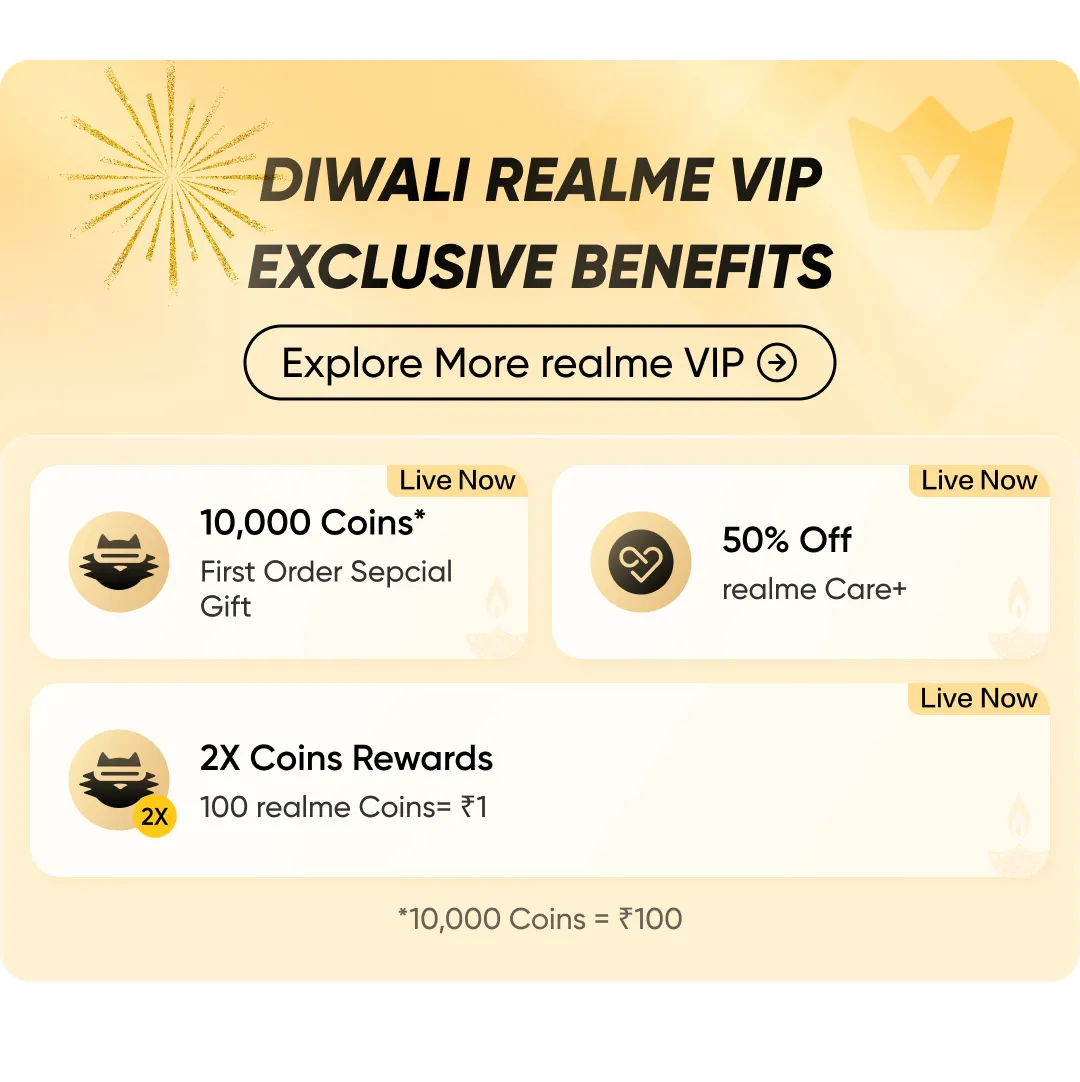 DIWALI REALME VIP
EXCLUSIVE BENEFITS
Explore More realme VIP
Live Now
10,000 Coins*
First Order Sepcial
Gift
Live Now
50% Off
realme Care+
Live Now
2X Coins Rewards
100 realme Coins= ₹1
2X
*10,000 Coins = ₹100